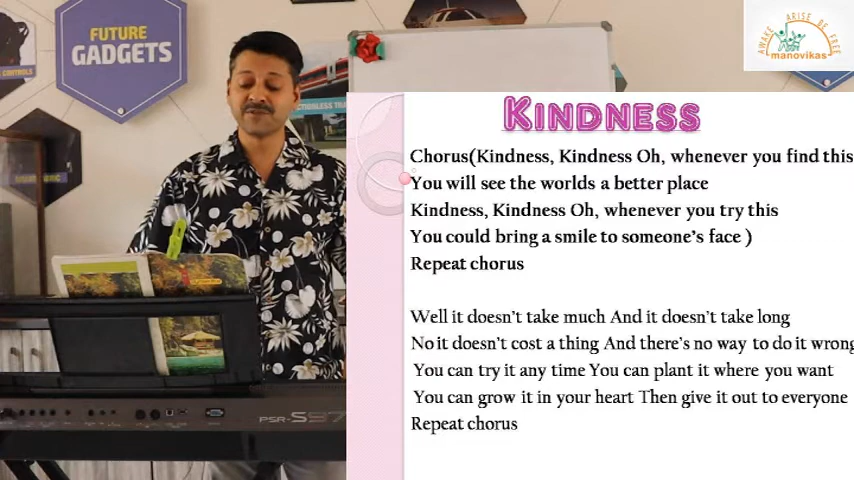 FUTURE
GADGETS
AWAKE ARISE BE FREE
manovikas
KINDNESS
Chorus(Kindness, Kindness Oh, whenever you find this
You will see the worlds a better place
Kindness, Kindness Oh, whenever you try this
You could bring a smile to someone's face )
Repeat chorus
Well it doesn't take much And it doesn't take long
No it doesn't cost a thing And there's no way to do it wrong
You can try it any time You can plant it where you want
You can grow it in your heart Then give it out to everyone
Repeat chorus
PSR-S97